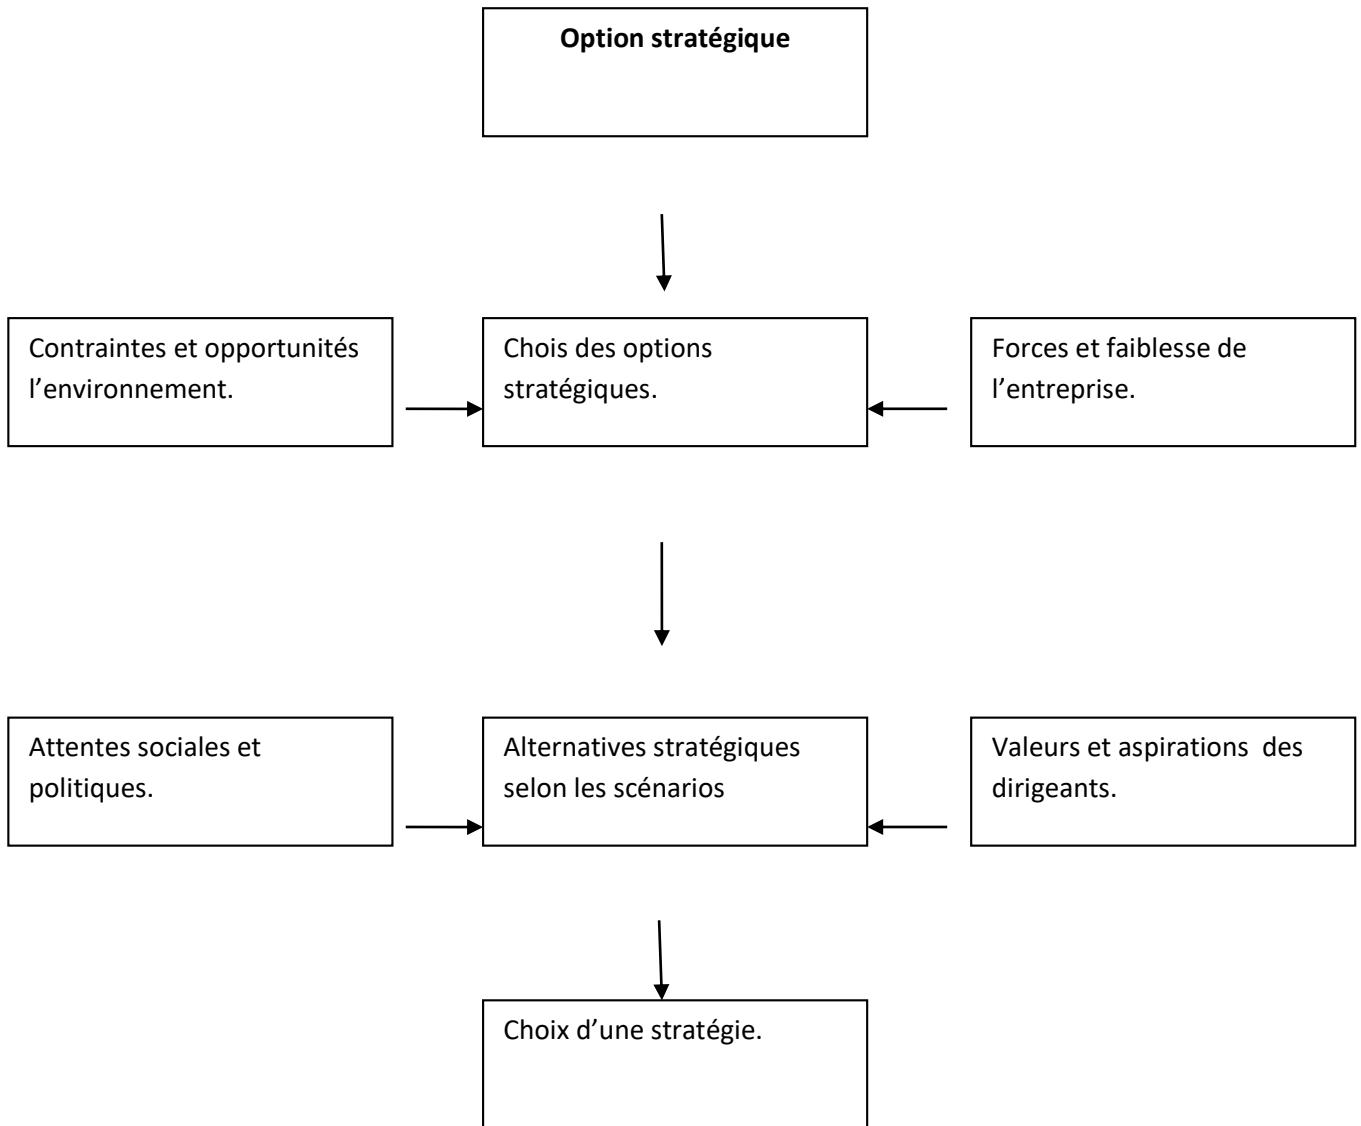 Option stratégique
Contraintes et opportunités
l’environnement.
Chois des options
stratégiques.
Forces et faiblesse de
l’entreprise.
Attentes sociales et
politiques.
Alternatives stratégiques
selon les scénarios
Valeurs et aspirations  des
dirigeants.
Choix d’une stratégie.